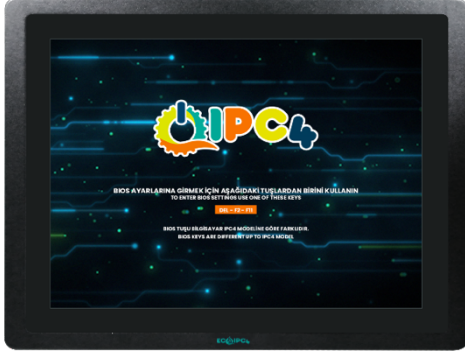 IPC4
BIOS AYARLARINA GİRMEK İÇİN AŞAĞIDAKİ TUŞLARDAN BİRİNİ KULLANIN
TO ENTER BIOS SETTINGS USE ONE OF THESE KEYS
DEL - F2 - F11
BIOS TUŞU BİLGİSAYAR IPC4 MODELİNE GÖRE FARKLIDIR.
BIOS KEYS ARE DIFFERENT UP TO IPC4 MODEL
ECOIPC4